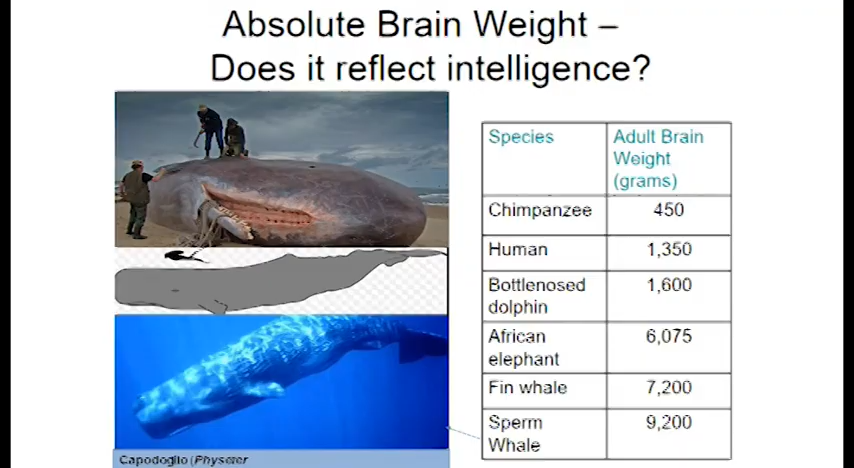 Absolute Brain Weight –
Does it reflect intelligence?
Species
Adult Brain
Weight
(grams)
Chimpanzee
450
Human
1,350
Bottlenosed
dolphin
1,600
African
elephant
6,075
Fin whale
7,200
Sperm
Whale
9,200
Capodoglio (Physeter